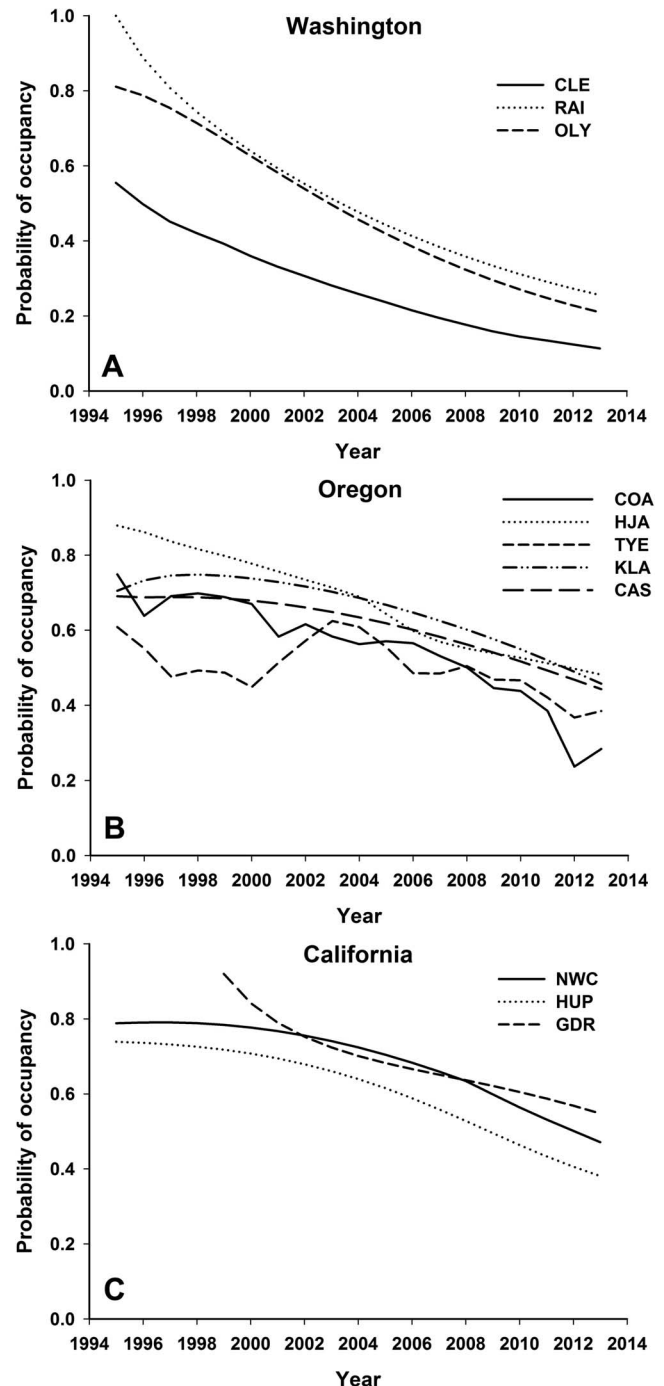 Washington
CLE
RAI
OLY
Probability of occupancy
1.0
0.8
0.6
0.4
0.2
0.0
A
1994 1996 1998 2000 2002 2004 2006 2008 2010 2012 2014
Year
Oregon
COA
HJA
TYE
KLA
CAS
Probability of occupancy
1.0
0.8
0.6
0.4
0.2
0.0
B
1994 1996 1998 2000 2002 2004 2006 2008 2010 2012 2014
Year
California
NWC
HUP
GDR
Probability of occupancy
1.0
0.8
0.6
0.4
0.2
0.0
C
1994 1996 1998 2000 2002 2004 2006 2008 2010 2012 2014
Year